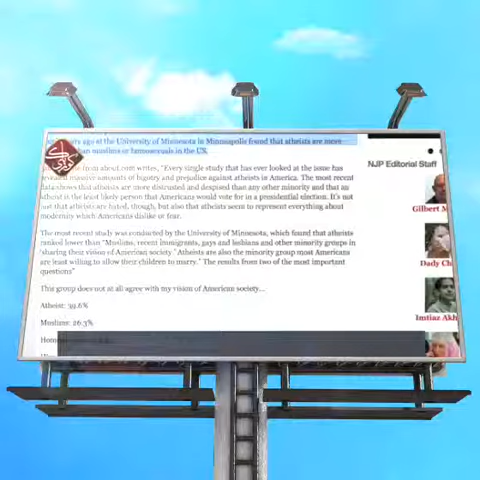 ago at the University of Minnesota in Minneapolis found that atheists are more
than muslims or homosexuals in the US.
from about.com writes, "Every single study that has ever looked at the issue has
revealed massive amounts of bigotry and prejudice against atheists in America. The most recent
data shows that atheists are more distrusted and despised than any other minority and that an
atheist is the least likely person that Americans would vote for in a presidential election. It's not
just that atheists are hated, though, but also that atheists seem to represent everything about
modernity which Americans dislike or fear.
The most recent study was conducted by the University of Minnesota, which found that atheists
ranked lower than "Muslims, recent immigrants, gays and lesbians and other minority groups in
'sharing their vision of American society.' Atheists are also the minority group most Americans
are least willing to allow their children to marry." The results from two of the most important
questions"
This group does not at all agree with my vision of American society...
Atheist: 39.6%
Muslims: 26.3%
NJP Editorial Staff
Gilbert M
Dady Ch
Imtiaz Akh